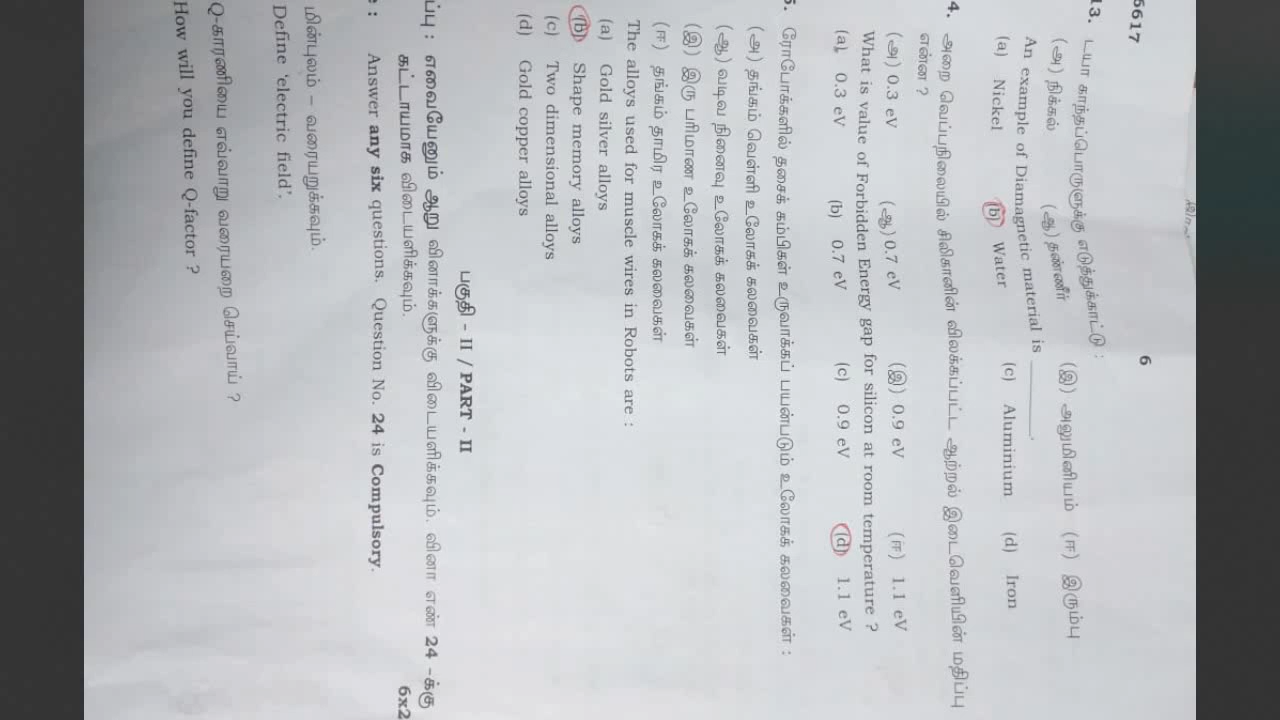 5617
6
13. டயா காந்தப்பொருளுக்கு எடுத்துக்காட்டு :
(அ) நிக்கல் (ஆ) தண்ணீர் (இ) அலுமினியம் (ஈ) இரும்பு
An example of Diamagnetic material is ________.
(a) Nickel (b) Water (c) Aluminium (d) Iron
4. அறை வெப்பநிலையில் சிலிகானின் விலக்கப்பட்ட ஆற்றல் இடைவெளியின் மதிப்பு
என்ன ?
(அ) 0.3 eV (ஆ) 0.7 eV (இ) 0.9 eV (ஈ) 1.1 eV
What is value of Forbidden Energy gap for silicon at room temperature ?
(a) 0.3 eV (b) 0.7 eV (c) 0.9 eV (d) 1.1 eV
5. ரோபோக்களில் தசைக் கம்பிகள் உருவாக்கப் பயன்படும் உலோகக் கலவைகள் :
(அ) தங்கம் வெள்ளி உலோகக் கலவைகள்
(ஆ) வடிவ நினைவு உலோகக் கலவைகள்
(இ) இரு பரிமாண உலோகக் கலவைகள்
(ஈ) தங்கம் தாமிர உலோகக் கலவைகள்
The alloys used for muscle wires in Robots are :
(a) Gold silver alloys
(b) Shape memory alloys
(c) Two dimensional alloys
(d) Gold copper alloys
பகுதி - II / PART - II
ப்பு : எவையேனும் ஆறு வினாக்களுக்கு விடையளிக்கவும். வினா எண் 24 -க்கு
கட்டாயமாக விடையளிக்கவும். 6x2
e : Answer any six questions. Question No. 24 is Compulsory.
மின்புலம் – வரையறுக்கவும்.
Define 'electric field'.
Q-காரணியை எவ்வாறு வரையறை செய்வாய் ?
How will you define Q-factor ?